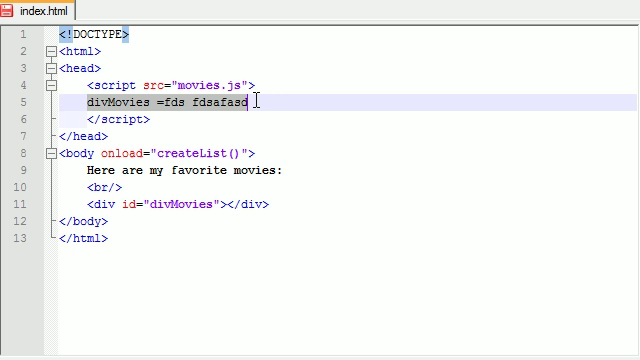 index.html
1 <!DOCTYPE>
2 <html>
3 <head>
4 <script src="movies.js">
5 divMovies =fds fdsafasd
6 </script>
7 </head>
8 <body onload="createList()">
9 Here are my favorite movies:
10 <br/>
11 <div id="divMovies"></div>
12 </body>
13 </html>